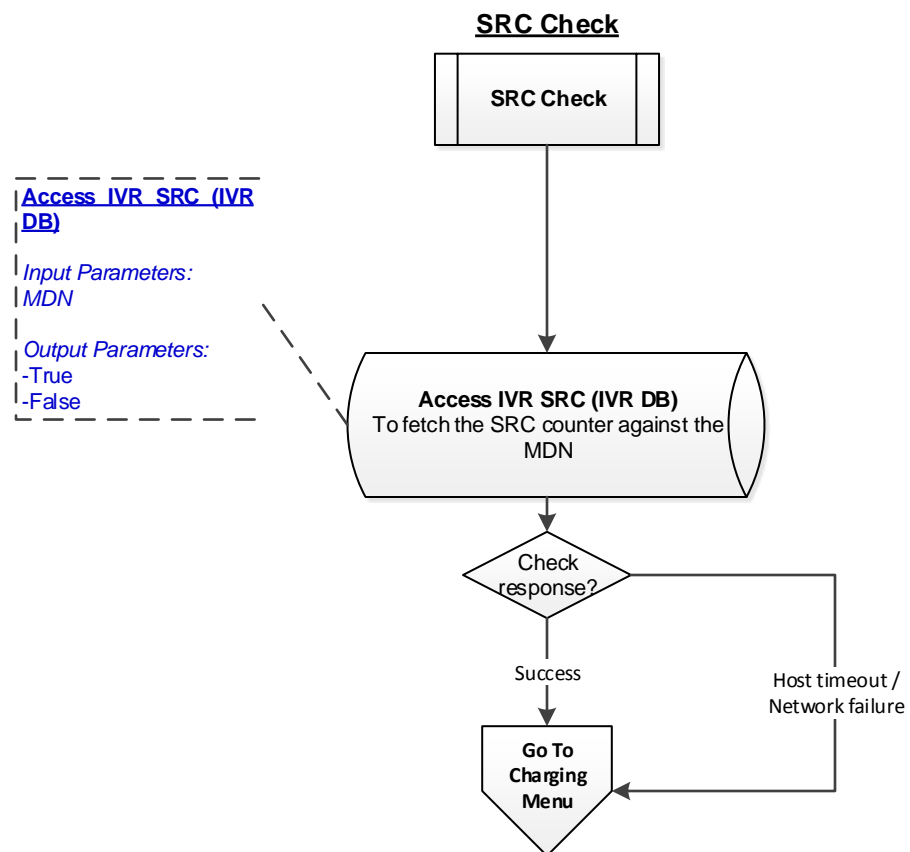 SRC Check
SRC Check
Access IVR SRC (IVR
DB)
Input Parameters:
MDN
Output Parameters:
-True
-False
Access IVR SRC (IVR DB)
To fetch the SRC counter against the
MDN
Check
response?
Success
Host timeout /
Network failure
Go To
Charging
Menu